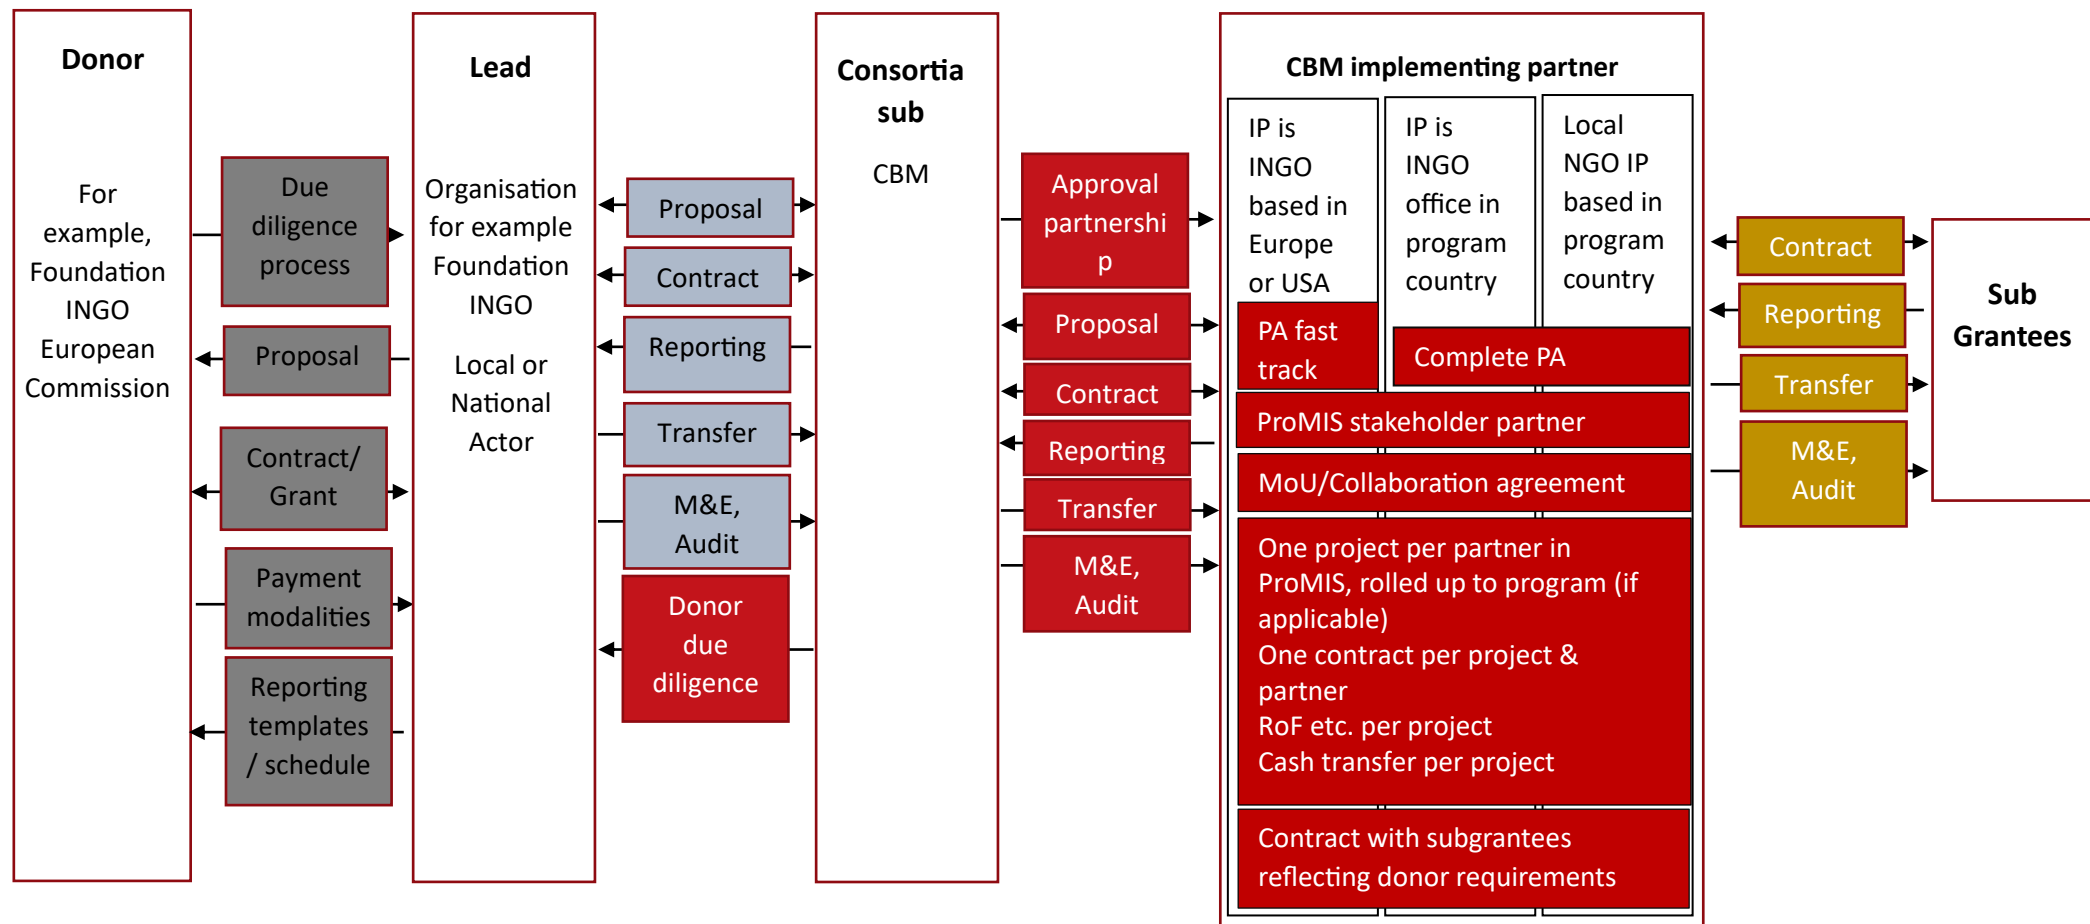 Donor
For
example,
Foundation
INGO
European
Commission
Due
diligence
process
Proposal
Contract/
Grant
Payment
modalities
Reporting
templates
/ schedule
Lead
Organisation
for example
Foundation
INGO
Local or
National
Actor
Proposal
Contract
Reporting
Transfer
M&E,
Audit
Donor
due
diligence
Consortia
sub
CBM
Approval
partnershi
p
Proposal
Contract
Reporting
Transfer
M&E,
Audit
CBM implementing partner
IP is
INGO
based in
Europe
or USA
IP is
INGO
office in
program
country
Local
NGO IP
based in
program
country
PA fast
track
Complete PA
ProMIS stakeholder partner
MoU/Collaboration agreement
One project per partner in
ProMIS, rolled up to program (if
applicable)
One contract per project &
partner
RoF etc. per project
Cash transfer per project
Contract with subgrantees
reflecting donor requirements
Contract
Reporting
Transfer
M&E,
Audit
Sub
Grantees